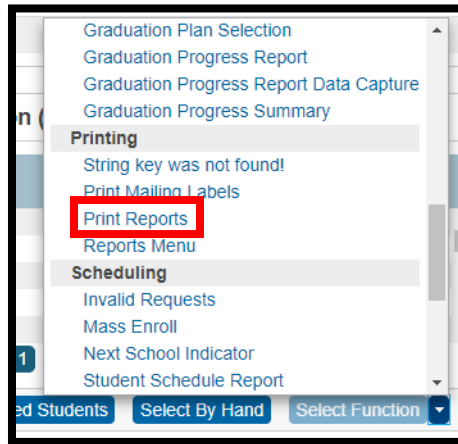 Graduation Plan Selection
Graduation Progress Report
Graduation Progress Report Data Capture
Graduation Progress Summary
n (
Printing
String key was not found!
Print Mailing Labels
Print Reports
Reports Menu
Scheduling
Invalid Requests
Mass Enroll
Next School Indicator
1
Student Schedule Report
ed Students Select By Hand Select Function